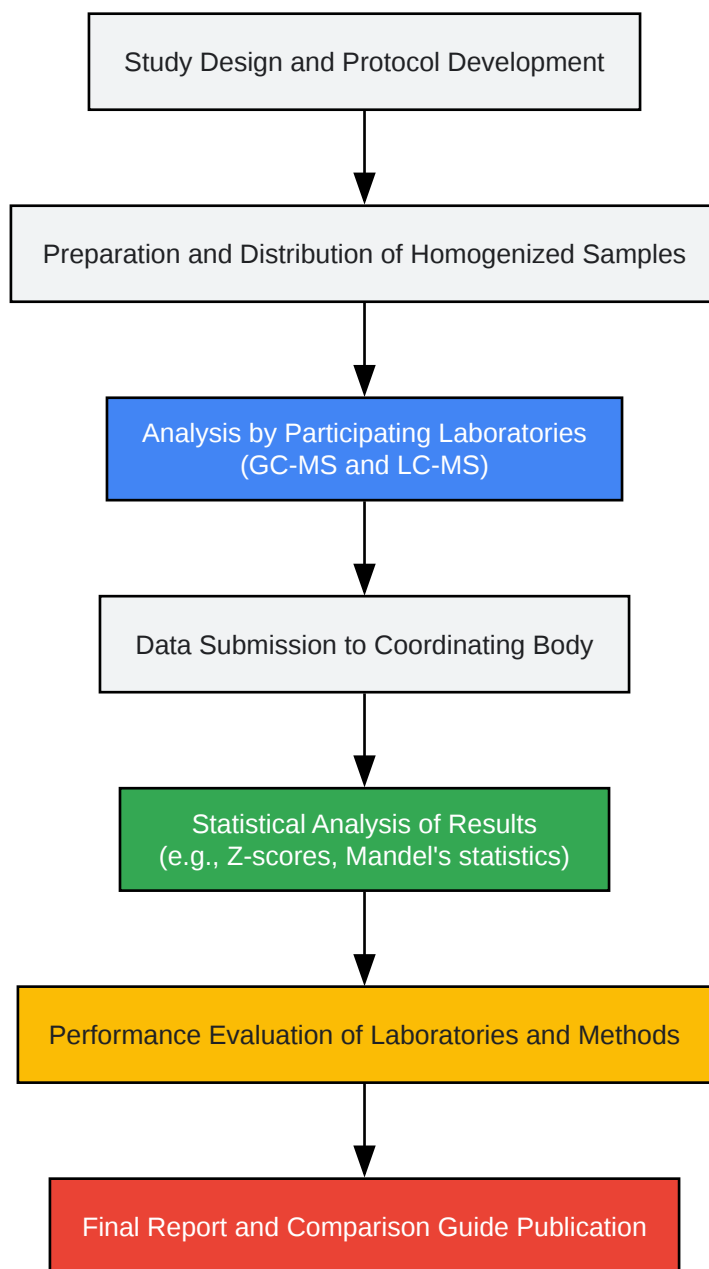 Study Design and Protocol Development
Preparation and Distribution of Homogenized Samples
Analysis by Participating Laboratories
(GC-MS and LC-MS)
Data Submission to Coordinating Body
Statistical Analysis of Results
(e.g., Z-scores, Mandel's statistics)
Performance Evaluation of Laboratories and Methods
Final Report and Comparison Guide Publication